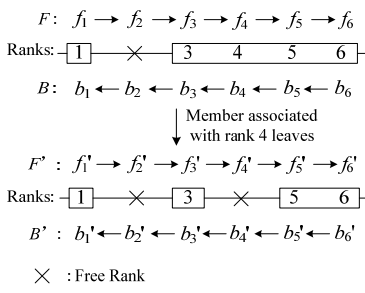 F: f₁ → f₂ → f₃ → f₄ → f₅ → f₆
Ranks: 1 × 3 4 5 6
B: b₁ ← b₂ ← b₃ ← b₄ ← b₅ ← b₆
Member associated
with rank 4 leaves
F' : f₁' → f₂' → f₃' → f₄' → f₅' → f₆'
Ranks: 1 × 3 × 5 6
B' : b₁' ← b₂' ← b₃' ← b₄' ← b₅' ← b₆'
× : Free Rank